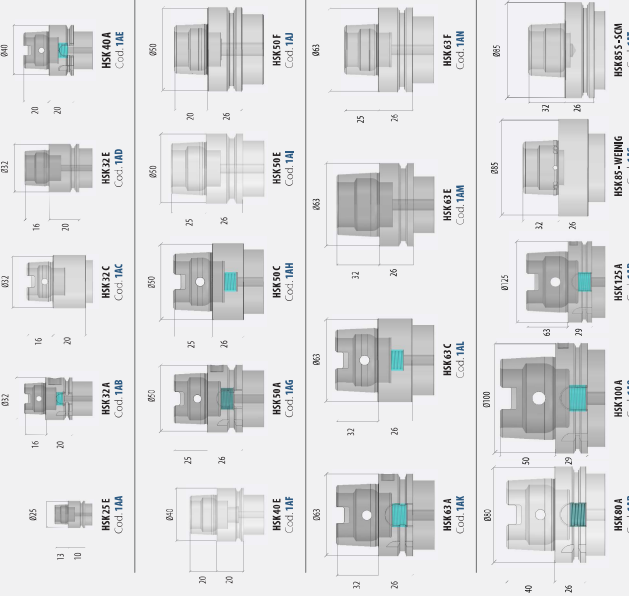 Ø25
13
10
HSK 25 E
Cod. 1AA
Ø32
16
20
HSK 32 A
Cod. 1AB
Ø32
16
20
HSK 32 C
Cod. 1AC
Ø32
16
20
HSK 32 E
Cod. 1AD
Ø40
20
20
HSK 40 A
Cod. 1AE
Ø40
20
20
HSK 40 E
Cod. 1AF
Ø50
25
26
HSK 50 A
Cod. 1AG
Ø50
25
26
HSK 50 C
Cod. 1AH
Ø50
25
26
HSK 50 E
Cod. 1AI
Ø50
20
26
HSK 50 F
Cod. 1AJ
Ø63
32
26
HSK 63 A
Cod. 1AK
Ø63
32
26
HSK 63 C
Cod. 1AL
Ø63
32
26
HSK 63 E
Cod. 1AM
Ø63
25
26
HSK 63 F
Cod. 1AN
Ø80
40
26
HSK 80 A
Ø100
50
29
HSK 100 A
Ø125
63
29
HSK 125 A
Ø85
32
26
HSK 85 - WEINIG
Ø85
32
26
HSK 85 S - SCM